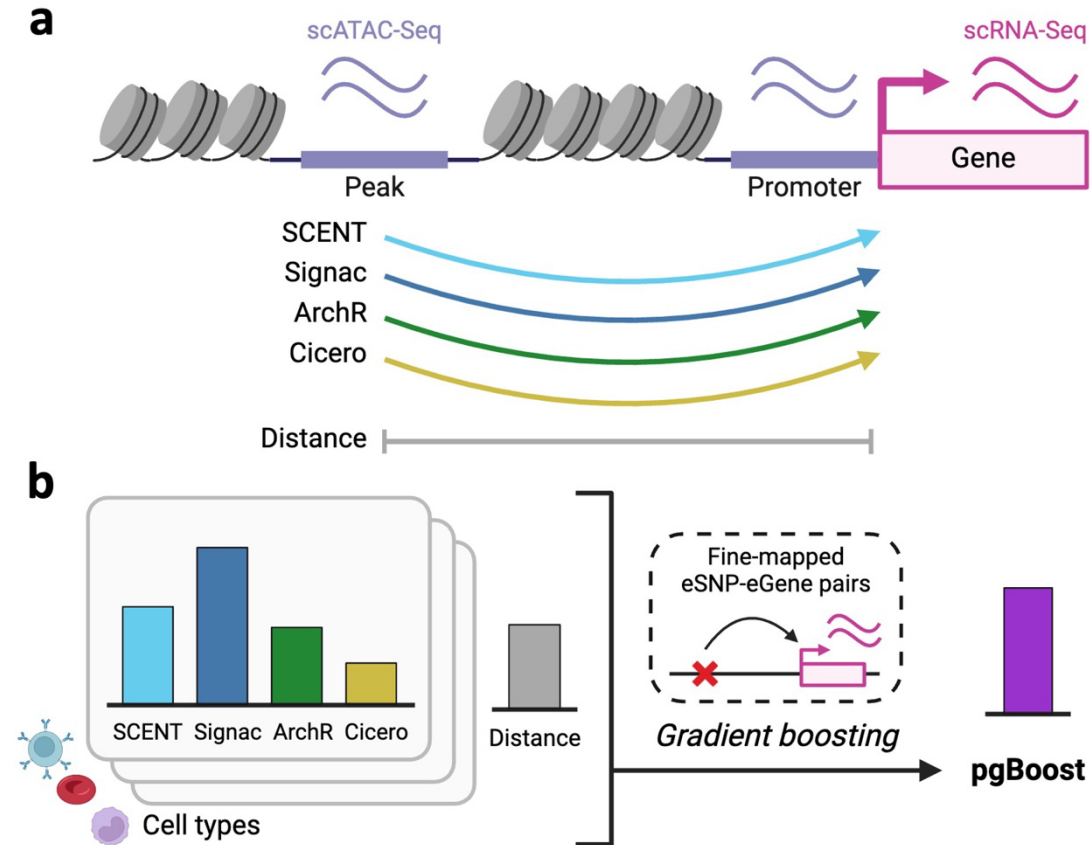 a
scATAC-Seq
scRNA-Seq
Peak
Promoter
Gene
SCENT
Signac
ArchR
Cicero
Distance
b
SCENT Signac ArchR Cicero
Cell types
Distance
Fine-mapped
eSNP-eGene pairs
Gradient boosting
pgBoost